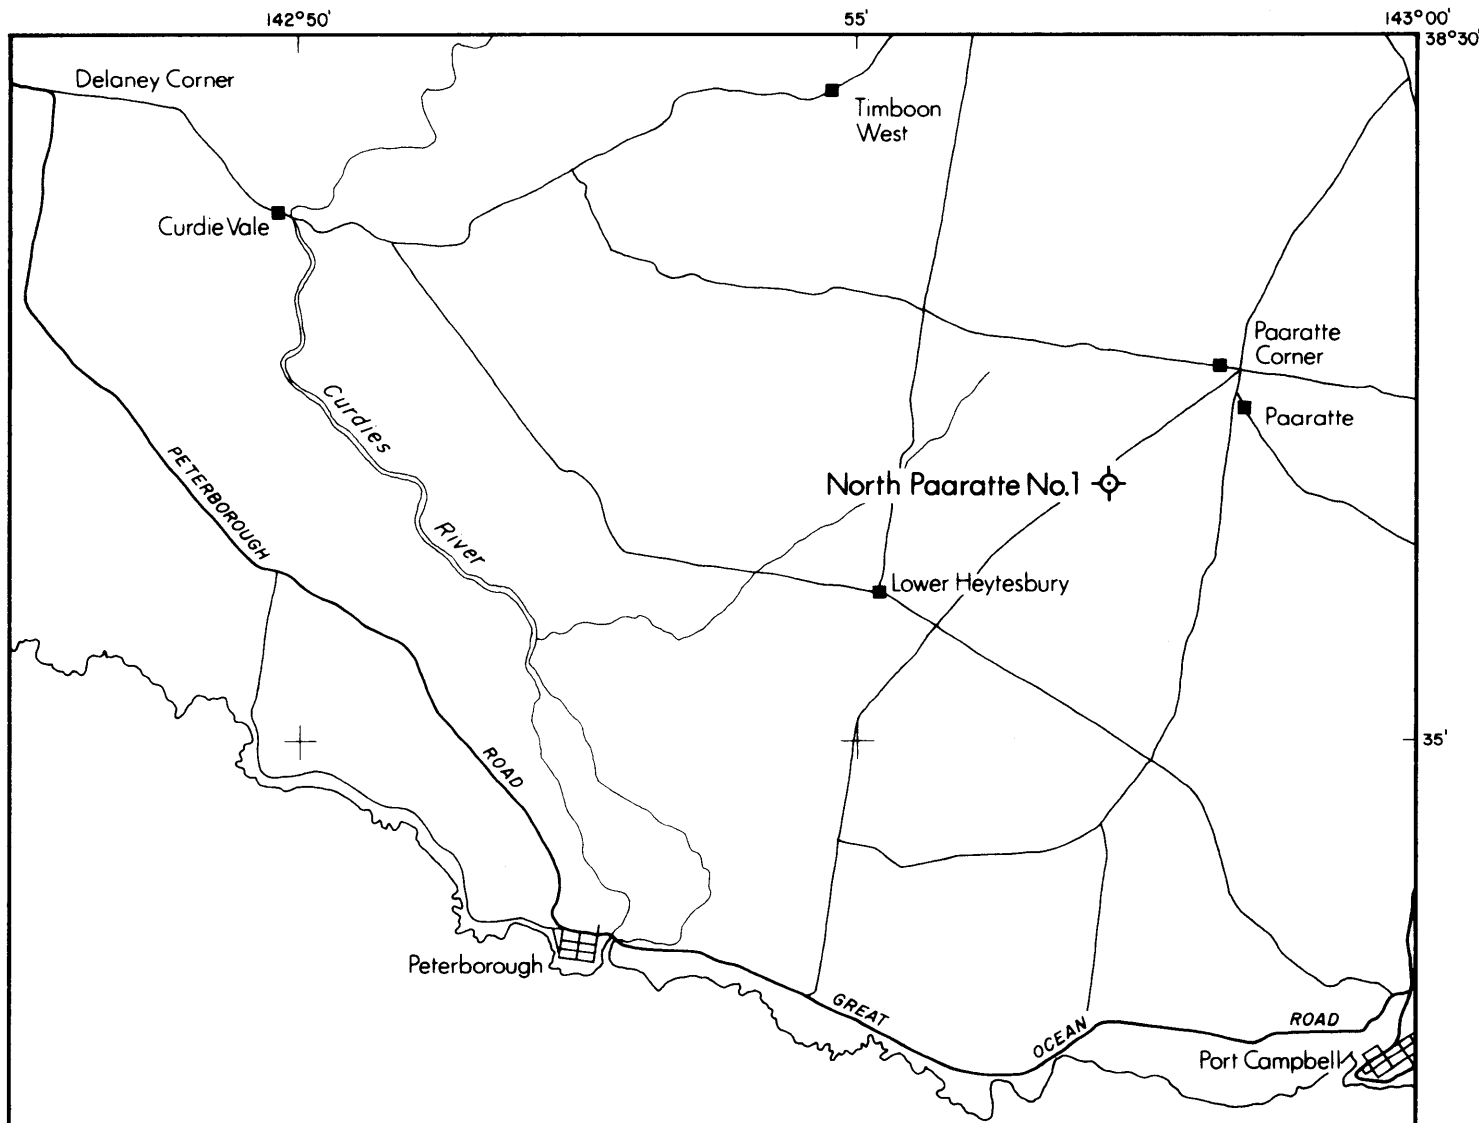 142°50'
55'
143°00'
38°30'
Delaney Corner
Timboon
West
Curdie Vale
Paaratte
Corner
Curdies
Paaratte
PETERBOROUGH
North Paaratte No.1
River
Lower Heytesbury
35'
ROAD
Peterborough
GREAT
OCEAN
ROAD
Port Campbell